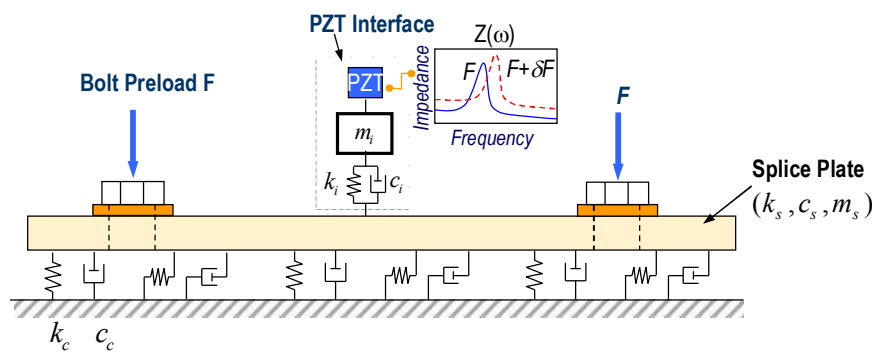 PZT Interface
Z(ω)
Bolt Preload F
PZT
Impedance
F
F+δF
F
m_i
Frequency
k_i
c_i
Splice Plate
(k_s , c_s , m_s)
k_c
c_c